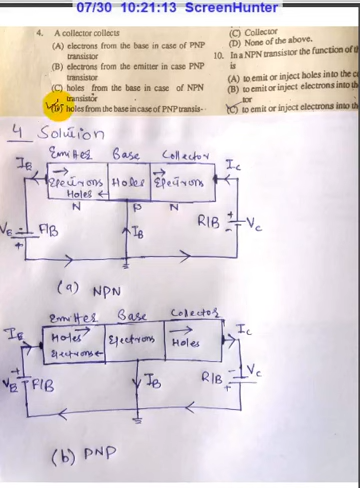 07/30 10:21:13 ScreenHunter
4. A collector collects
(A) electrons from the base in case of PNP
transistor
(B) electrons from the emitter in case of PNP
transistor
(C) holes from the base in case of NPN
transistor
holes from the base in case of PNP transis-
(C) Collector
(D) None of the above.
10. In a NPN transistor the function of th
is
(A) to emit or inject holes into the
(B) to emit or inject electrons into the
tor
(C) to emit or inject electrons into th
4 Solution
Emitter Base Collector
IE IC
Electrons Holes Electrons
Holes
N P N
VE F/B IB R/B VC
(a) NPN
Emitter Base Collector
IE IC
Holes Electrons Holes
Electrons
VE F/B IB R/B VC
(b) PNP